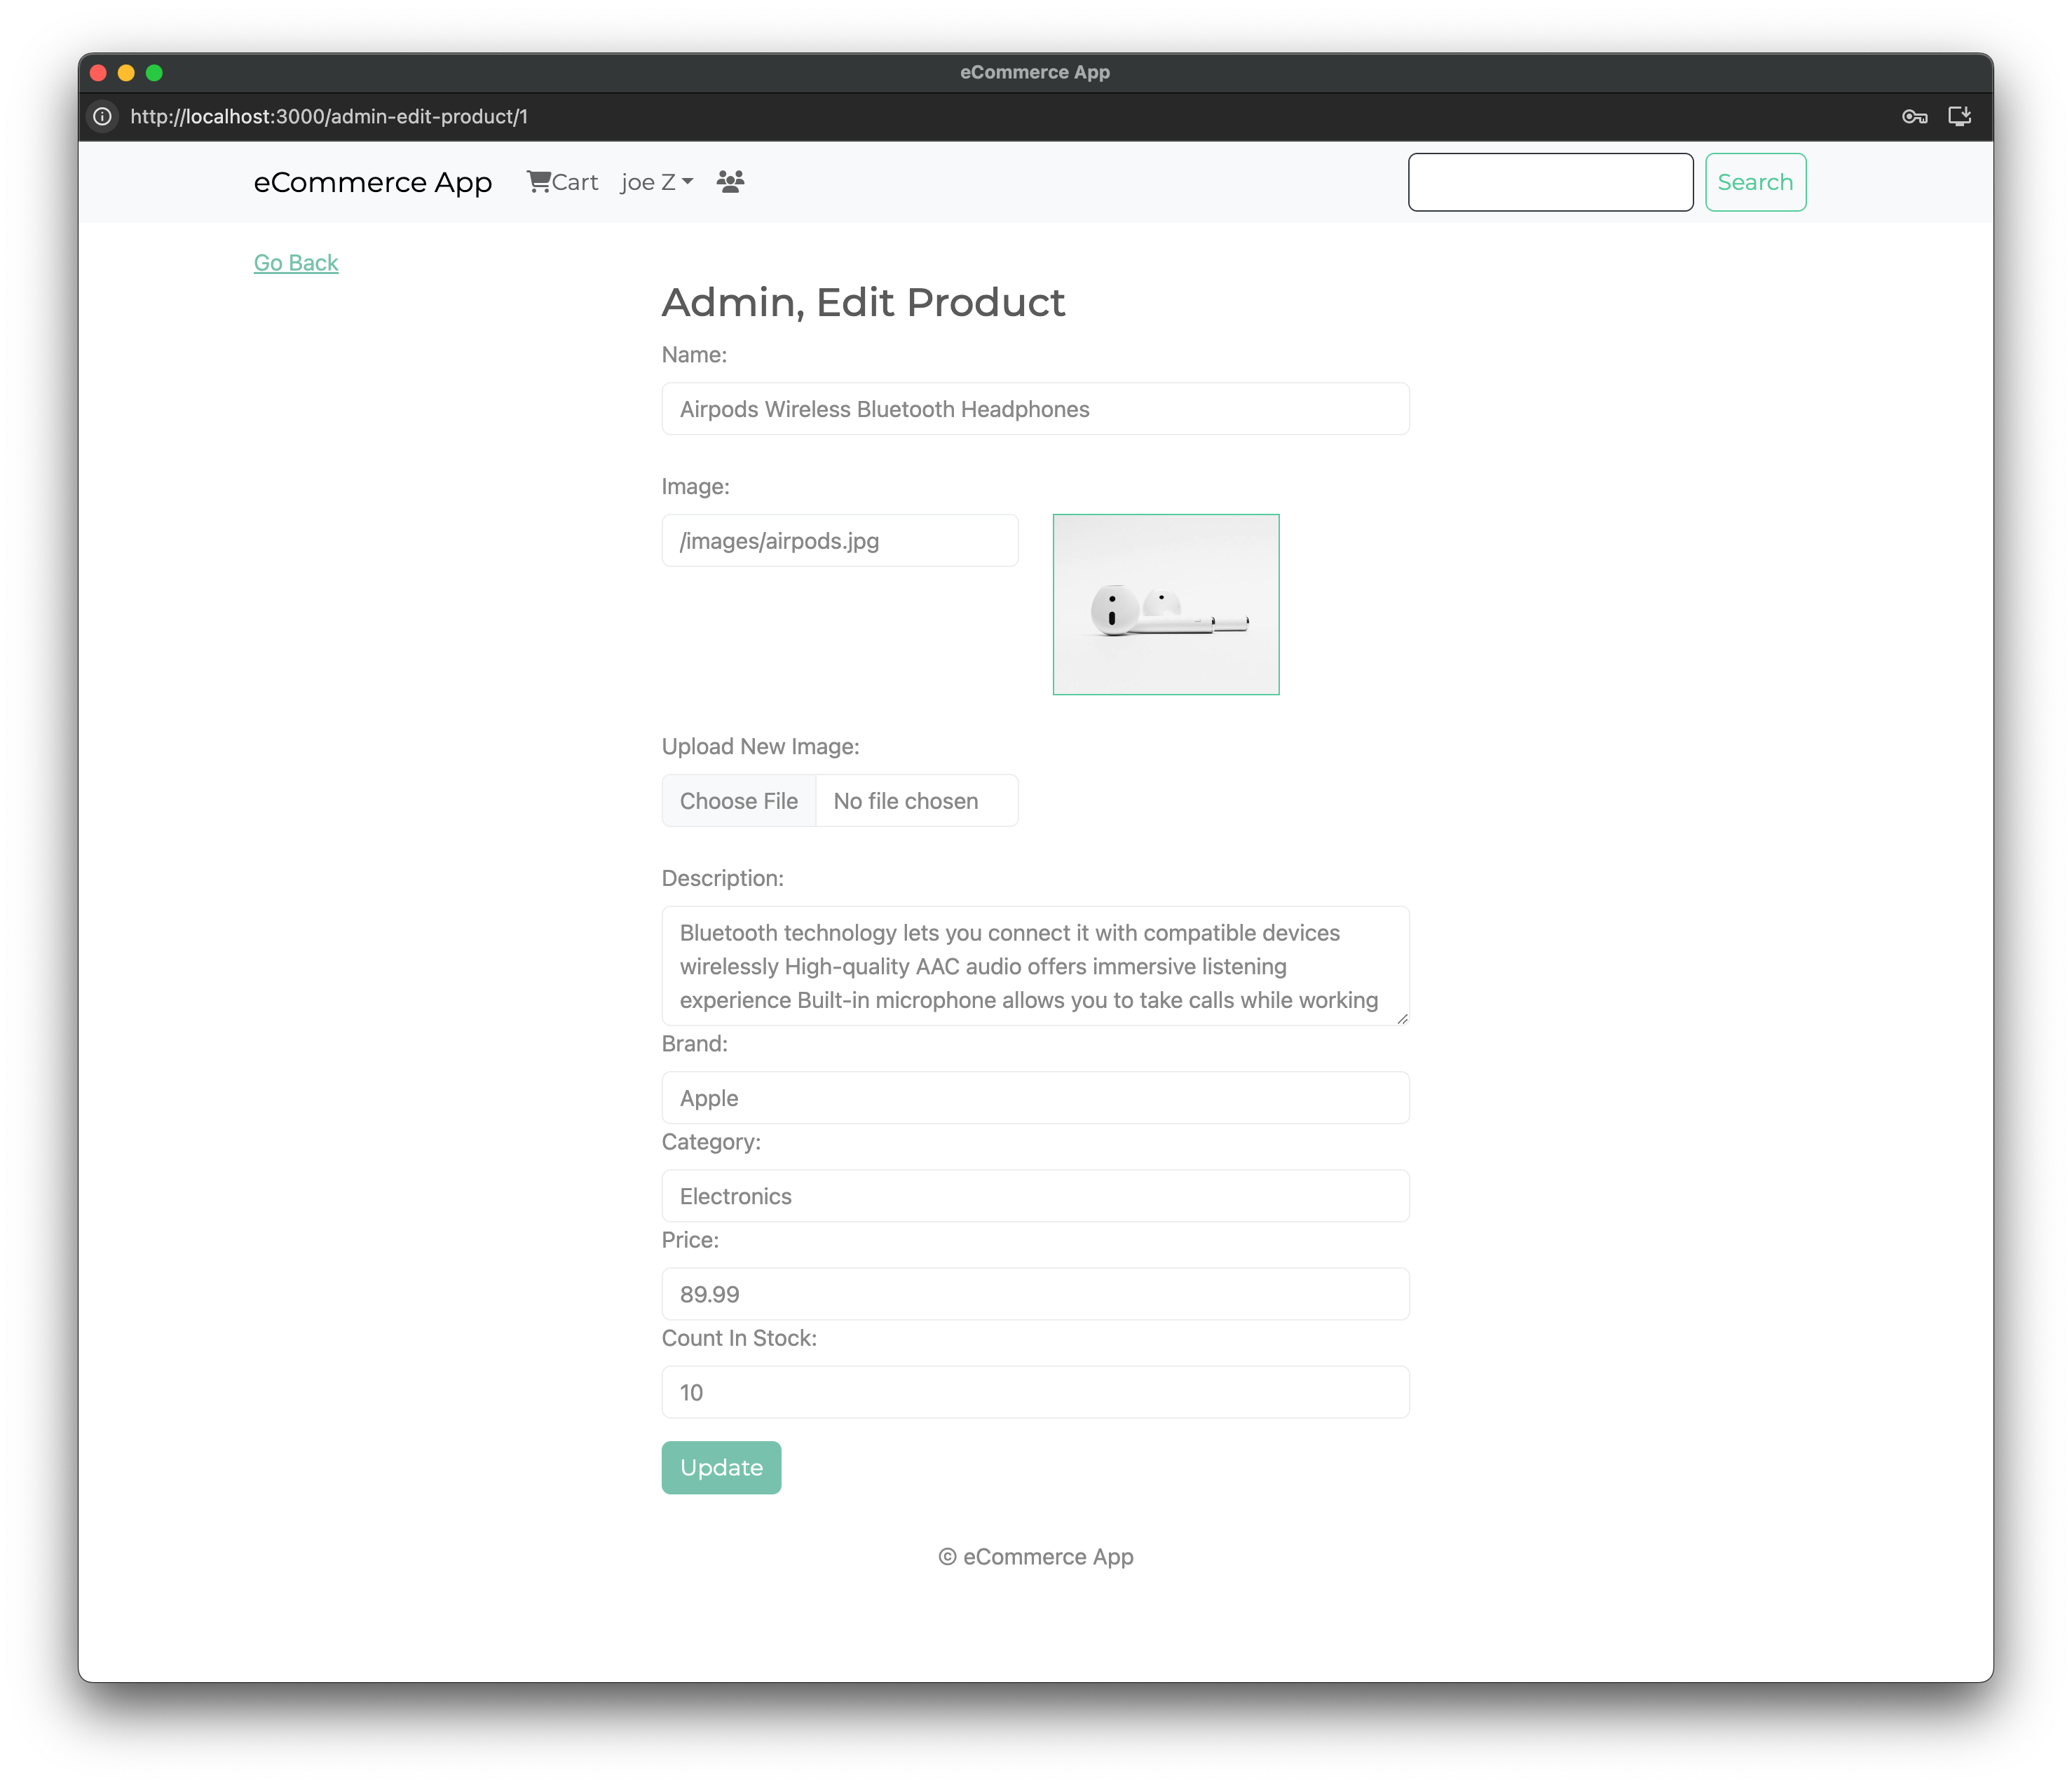 eCommerce App
http://localhost:3000/admin-edit-product/1
eCommerce App Cart joe Z Search
Go Back
Admin, Edit Product
Name:
Airpods Wireless Bluetooth Headphones
Image:
/images/airpods.jpg
Upload New Image:
Choose File No file chosen
Description:
Bluetooth technology lets you connect it with compatible devices
wirelessly High-quality AAC audio offers immersive listening
experience Built-in microphone allows you to take calls while working
Brand:
Apple
Category:
Electronics
Price:
89.99
Count In Stock:
10
Update
© eCommerce App